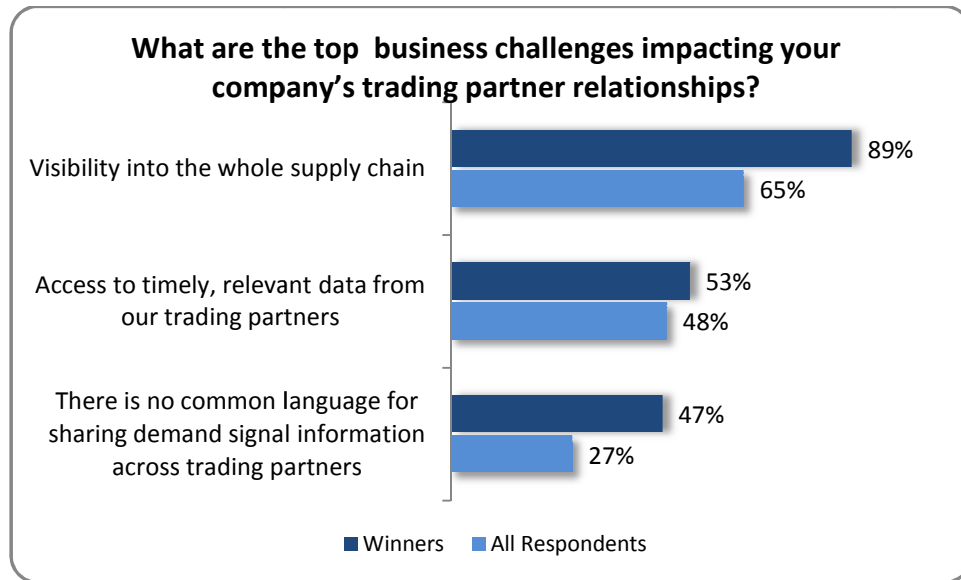 What are the top  business challenges impacting your
company’s trading partner relationships?
Visibility into the whole supply chain
89%
65%
Access to timely, relevant data from
our trading partners
53%
48%
There is no common language for
sharing demand signal information
across trading partners
47%
27%
Winners All Respondents